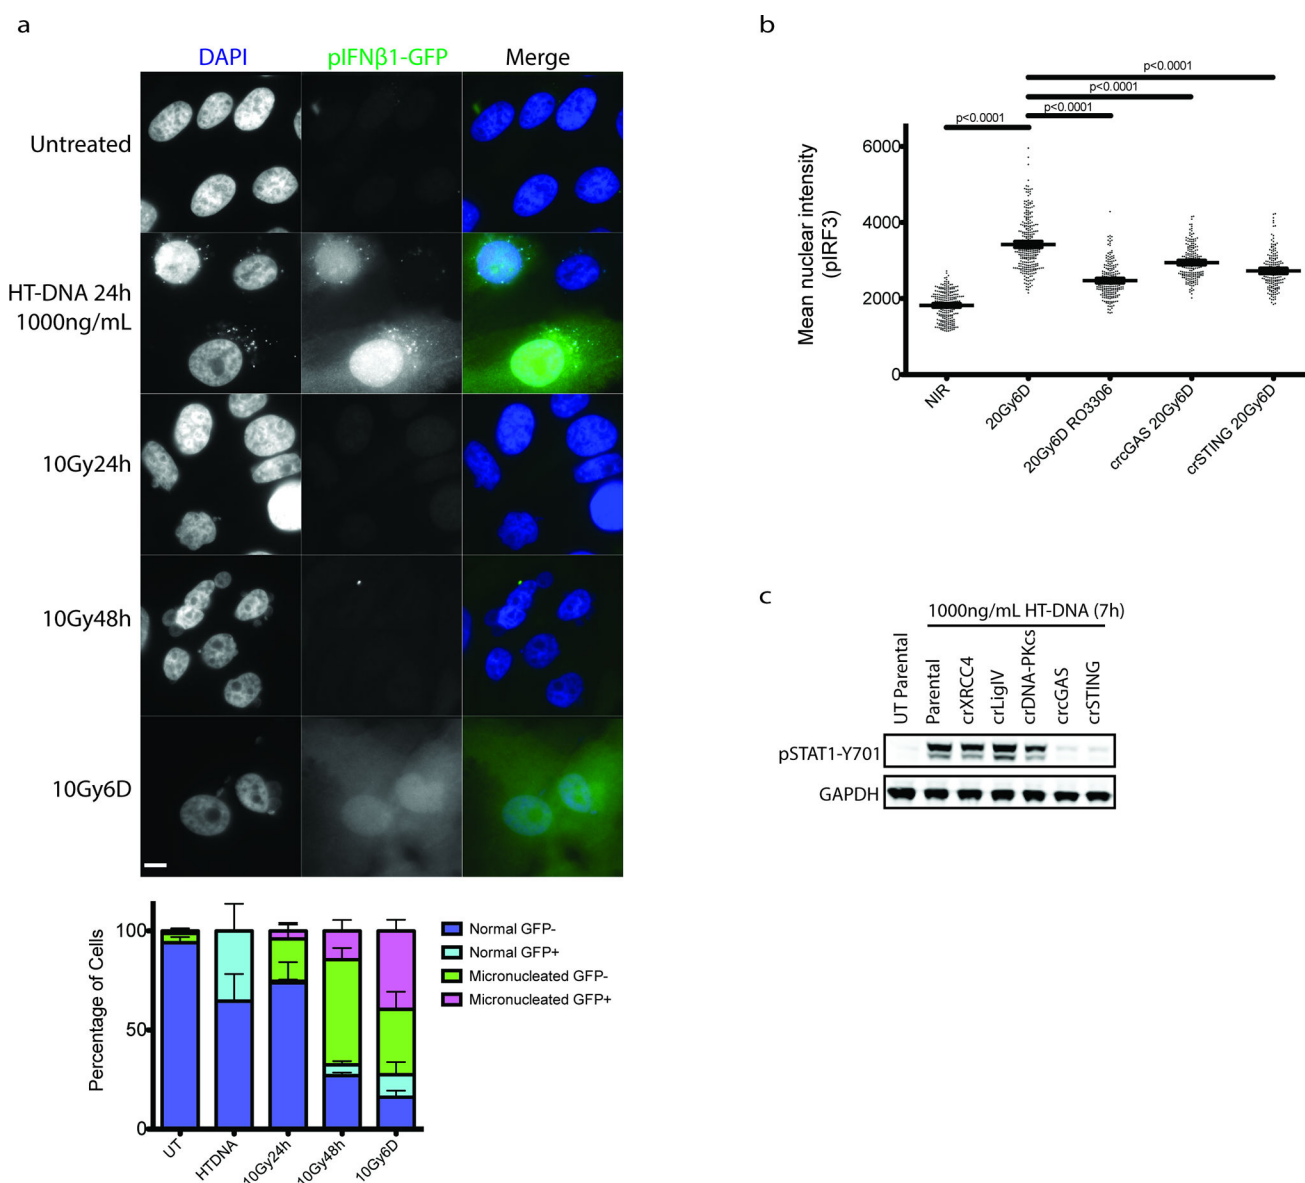 a
DAPI
pIFNβ1-GFP
Merge
Untreated
HT-DNA 24h
1000ng/mL
10Gy24h
10Gy48h
10Gy6D
Percentage of Cells
100
50
0
UT
HTDNA
10Gy24h
10Gy48h
10Gy6D
Normal GFP-
Normal GFP+
Micronucleated GFP-
Micronucleated GFP+
b
p<0.0001
p<0.0001
p<0.0001
p<0.0001
Mean nuclear intensity
(pIRF3)
6000
4000
2000
0
NIR
20Gy6D
20Gy6D RO3306
crcGAS 20Gy6D
crSTING 20Gy6D
c
1000ng/mL HT-DNA (7h)
UT Parental
Parental
crXRCC4
crLigIV
crDNA-PKcs
crcGAS
crSTING
pSTAT1-Y701
GAPDH